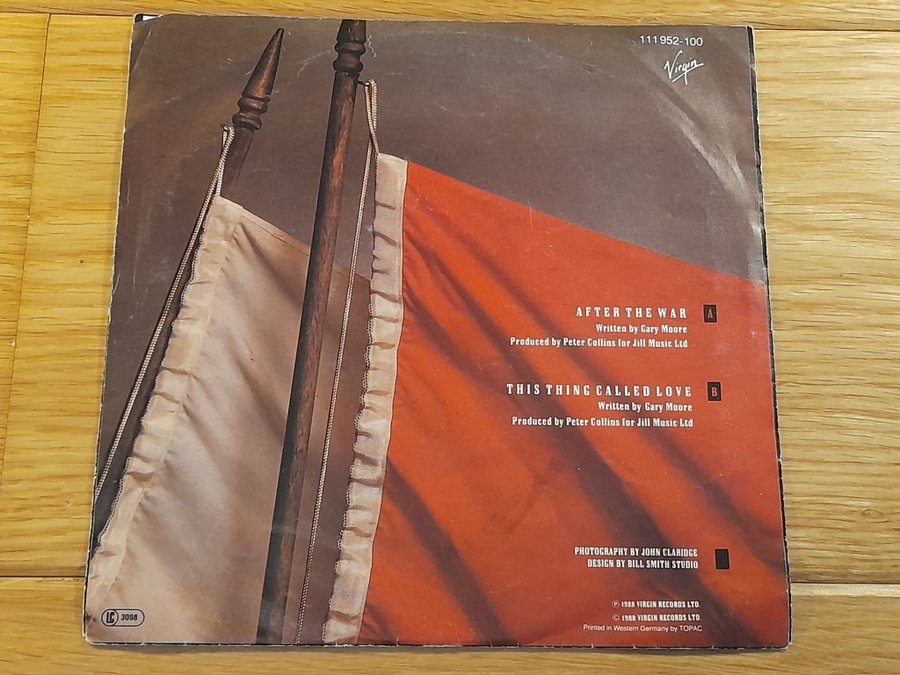 111 952-100
Virgin
AFTER THE WAR A
Written by Gary Moore
Produced by Peter Collins for Jill Music Ltd
THIS THING CALLED LOVE B
Written by Gary Moore
Produced by Peter Collins for Jill Music Ltd
PHOTOGRAPHY BY JOHN CLARIDGE
DESIGN BY BILL SMITH STUDIO
℗ 1988 VIRGIN RECORDS LTD.
© 1988 VIRGIN RECORDS LTD.
Printed in Western Germany by TOPAC
LC 3098